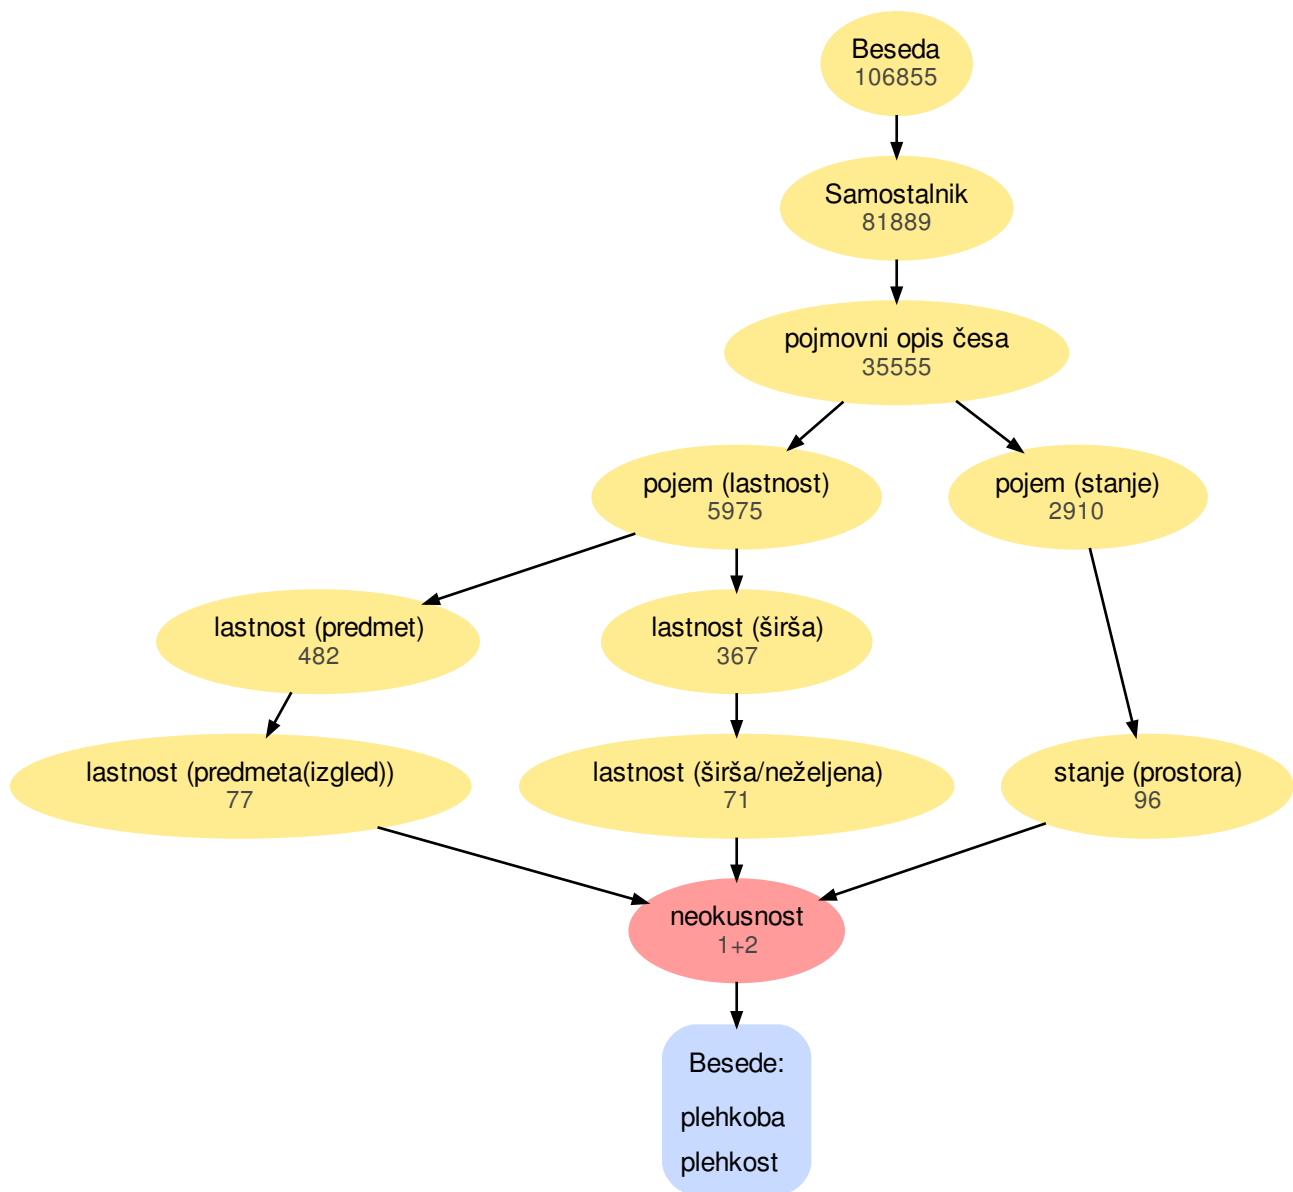 Beseda
106855
Samostalnik
81889
pojmovni opis česa
35555
pojem (lastnost)
5975
pojem (stanje)
2910
lastnost (predmet)
482
lastnost (širša)
367
lastnost (predmeta(izgled))
77
lastnost (širša/neželjena)
71
stanje (prostora)
96
neokusnost
1+2
Besede:
plehkoba
plehkost